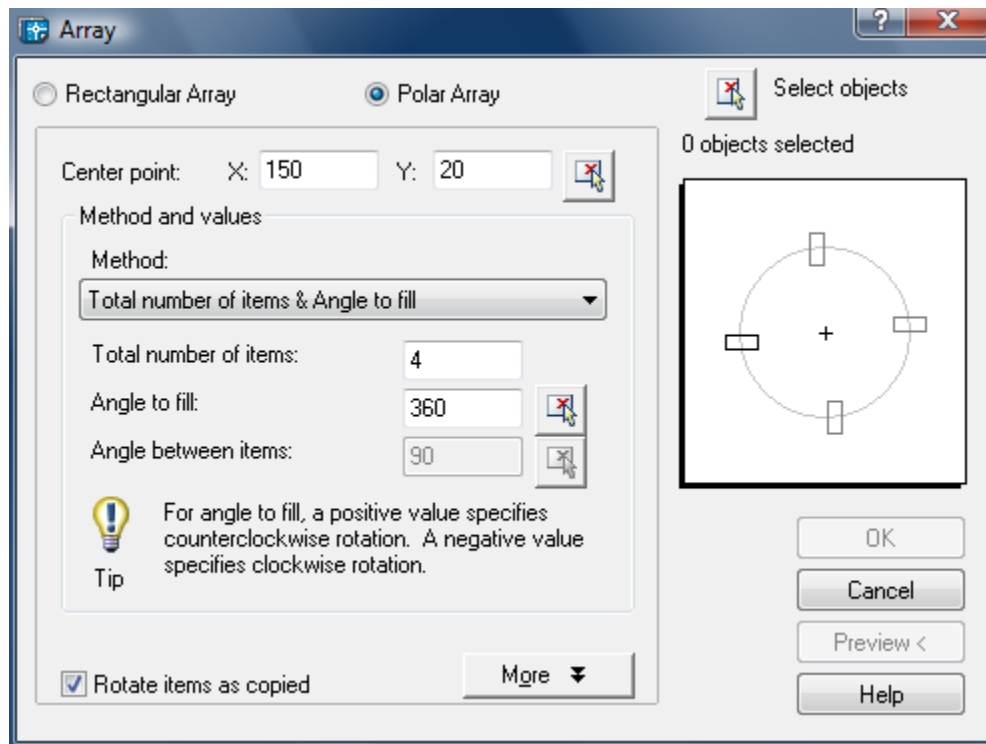 Array
Rectangular Array Polar Array Select objects
0 objects selected
Center point: X: 150 Y: 20
Method and values
Method:
Total number of items & Angle to fill
Total number of items: 4
Angle to fill: 360
Angle between items: 90
For angle to fill, a positive value specifies
counterclockwise rotation. A negative value
specifies clockwise rotation.
Tip
OK
Cancel
Preview <
Help
Rotate items as copied
More